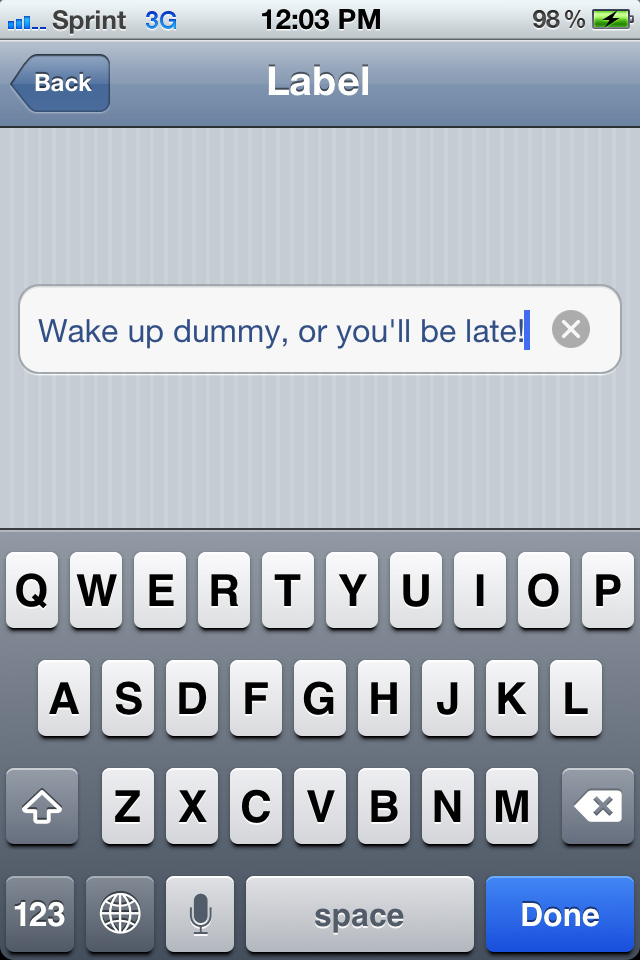 Sprint 3G 12:03 PM 98%
Back Label
Wake up dummy, or you'll be late!
Q W E R T Y U I O P
A S D F G H J K L
Z X C V B N M
123 space Done